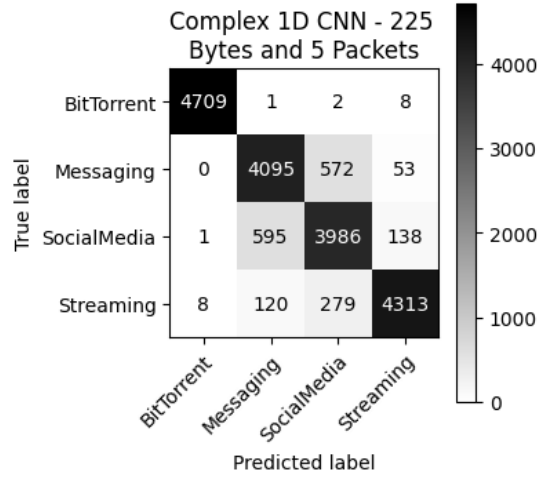 Complex 1D CNN - 225
Bytes and 5 Packets
BitTorrent 4709 1 2 8
Messaging 0 4095 572 53
SocialMedia 1 595 3986 138
Streaming 8 120 279 4313
True label
BitTorrent Messaging SocialMedia Streaming
Predicted label
4000
3000
2000
1000
0